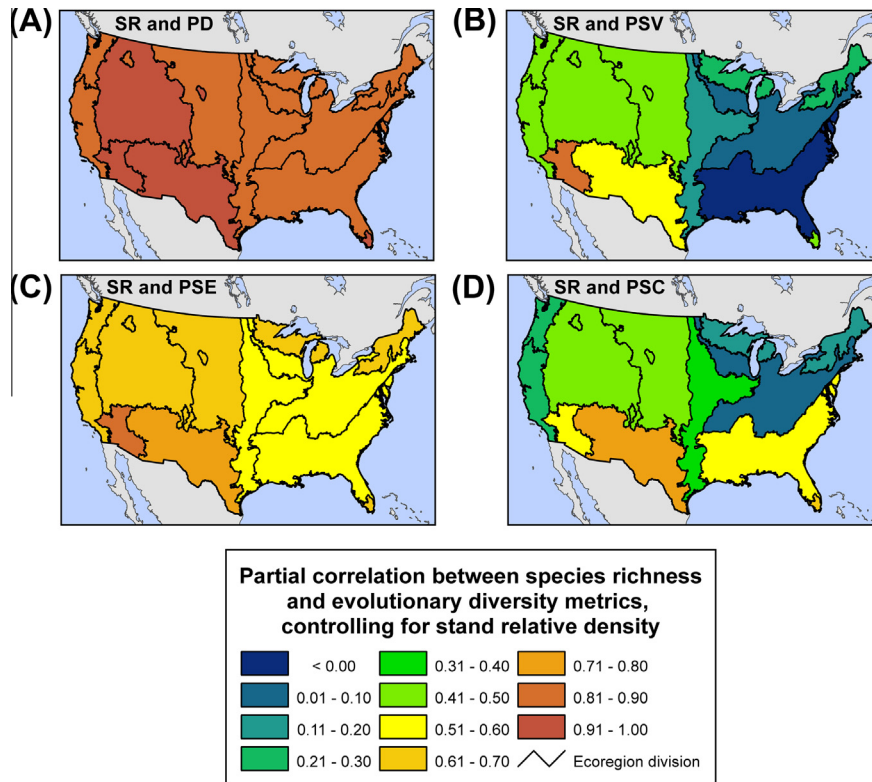 (A)
SR and PD
(B)
SR and PSV
(C)
SR and PSE
(D)
SR and PSC
Partial correlation between species richness
and evolutionary diversity metrics,
controlling for stand relative density
< 0.00
0.01 - 0.10
0.11 - 0.20
0.21 - 0.30
0.31 - 0.40
0.41 - 0.50
0.51 - 0.60
0.61 - 0.70
0.71 - 0.80
0.81 - 0.90
0.91 - 1.00
Ecoregion division